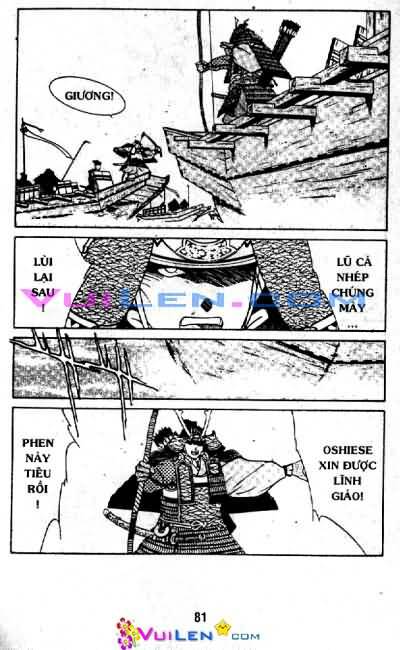 GIƯƠNG!
LŨ CÁ
NHÉP
CHÚNG
MÀY
...
LÙI
LẠI
SAU
!
VUILEN.COM
OSHIESE
XIN ĐƯỢC
LĨNH
GIÁO!
PHEN
NÀY
TIÊU
RỒI
!
81
VUILEN.COM